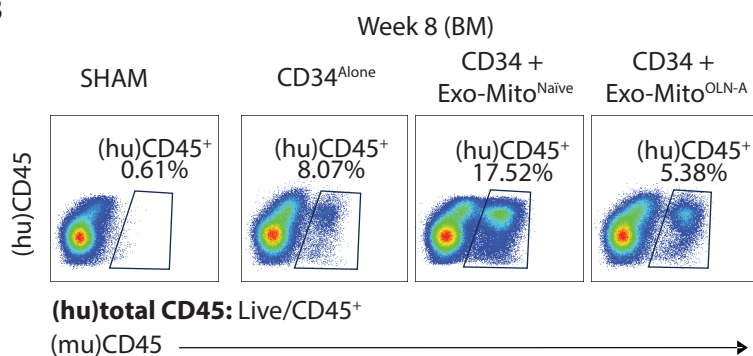 Week 8 (BM)
SHAM
CD34Alone
CD34 +
Exo-MitoNaïve
CD34 +
Exo-MitoOLN-A
(hu)CD45
(hu)CD45+
0.61%
(hu)CD45+
8.07%
(hu)CD45+
17.52%
(hu)CD45+
5.38%
(hu)total CD45: Live/CD45+
(mu)CD45